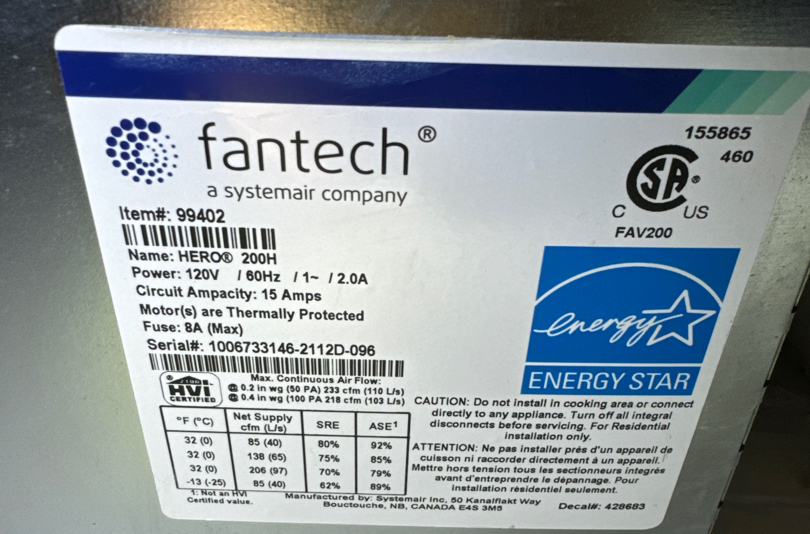 fantech®
a systemair company
155865
460
CSA®
C US
FAV200
Item#: 99402
Name: HERO® 200H
Power: 120V / 60Hz / 1~ / 2.0A
Circuit Ampacity: 15 Amps
Motor(s) are Thermally Protected
Fuse: 8A (Max)
Serial#: 1006733146-2112D-096
energy
ENERGY STAR
HVI
CERTIFIED
Max. Continuous Air Flow:
@ 0.2 in wg (50 PA) 233 cfm (110 L/s)
@ 0.4 in wg (100 PA 218 cfm (103 L/s)
°F (°C) Net Supply cfm (L/s) SRE ASE¹
32 (0) 85 (40) 80% 92%
32 (0) 138 (65) 75% 85%
32 (0) 206 (97) 70% 79%
-13 (-25) 85 (40) 62% 89%
1: Not an HVI
Certified value.
CAUTION: Do not install in cooking area or connect
directly to any appliance. Turn off all integral
disconnects before servicing. For Residential
installation only.
ATTENTION: Ne pas installer près d'un appareil de
cuisson ni raccorder directement à un appareil.
Mettre hors tension tous les sectionneurs integrés
avant d'entreprendre le dépannage. Pour
installation résidentiel seulement.
Manufactured by: Systemair Inc, 50 Kanalflakt Way
Bouctouche, NB, CANADA E4S 3M5
Decal#: 428683